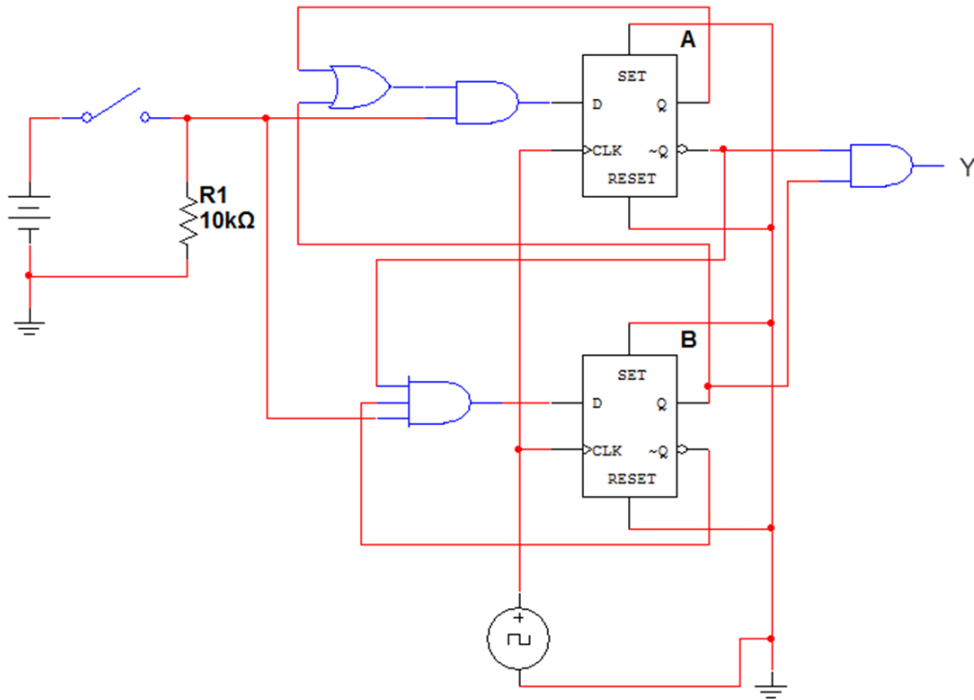 A
SET
D Q
CLK ~Q
RESET
Y
R1
10kΩ
B
SET
D Q
CLK ~Q
RESET
+